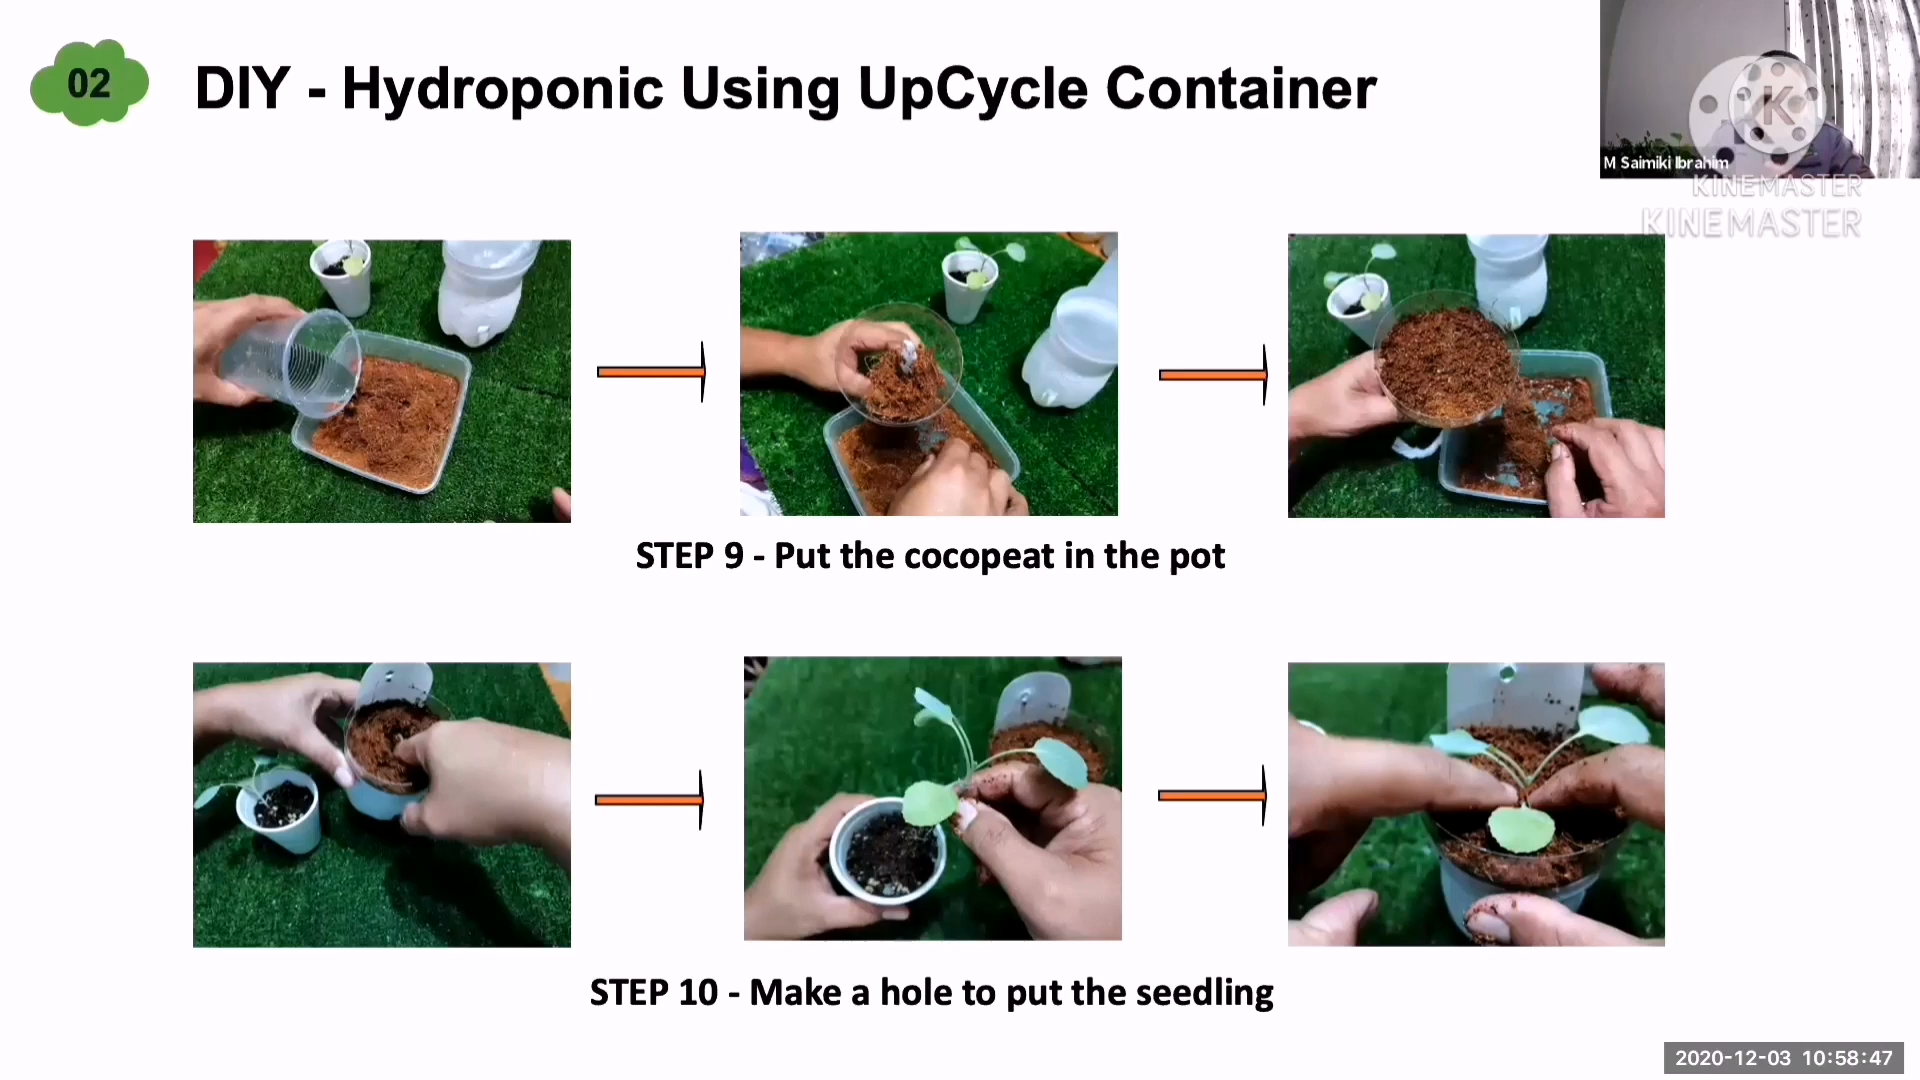 02
DIY - Hydroponic Using UpCycle Container
K
M Saimiki Ibrahim
KINEMASTER
KINEMASTER
STEP 9 - Put the cocopeat in the pot
STEP 10 - Make a hole to put the seedling
2020-12-03 10:58:47